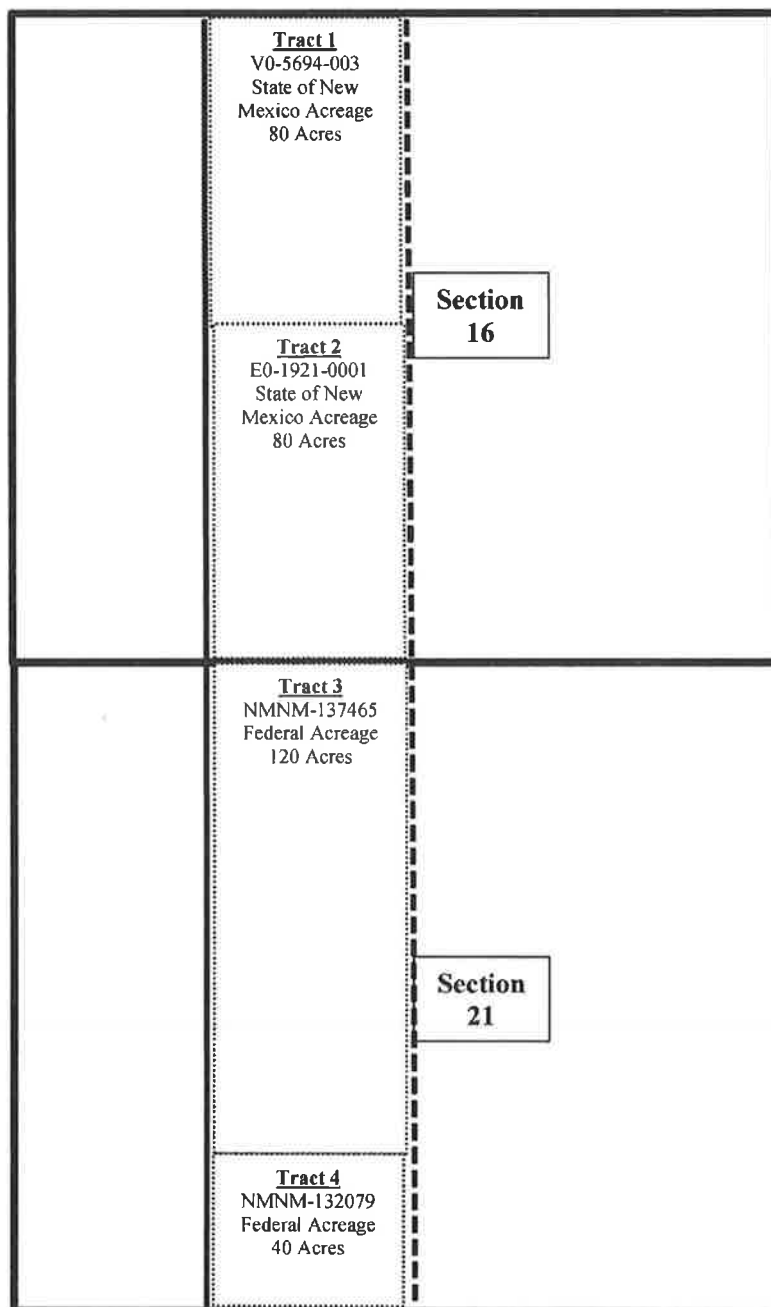 Tract 1
V0-5694-003
State of New
Mexico Acreage
80 Acres
Section
16
Tract 2
E0-1921-0001
State of New
Mexico Acreage
80 Acres
Tract 3
NMNM-137465
Federal Acreage
120 Acres
Section
21
Tract 4
NMNM-132079
Federal Acreage
40 Acres